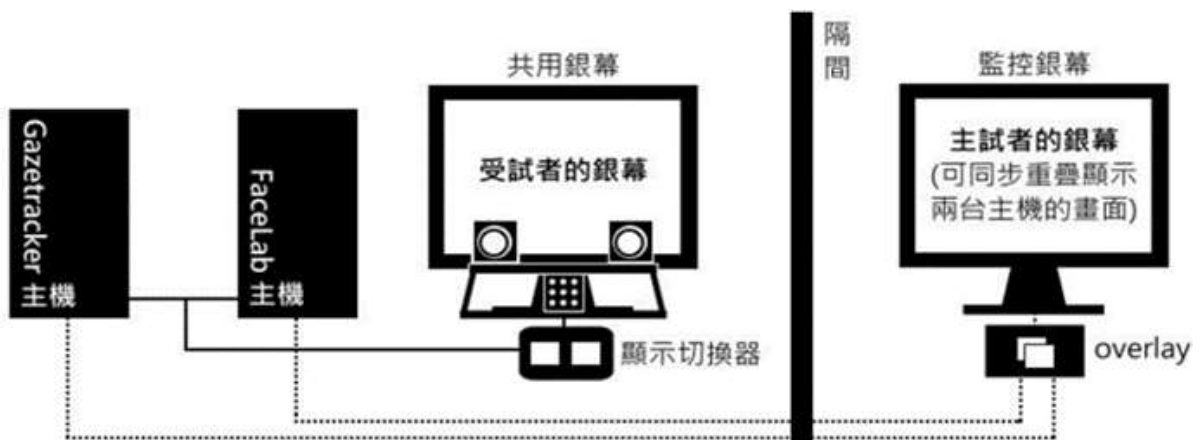 Gazetracker 主機
FaceLab 主機
共用銀幕
受試者的銀幕
顯示切換器
隔
間
監控銀幕
主試者的銀幕
(可同步重疊顯示
兩台主機的畫面)
overlay